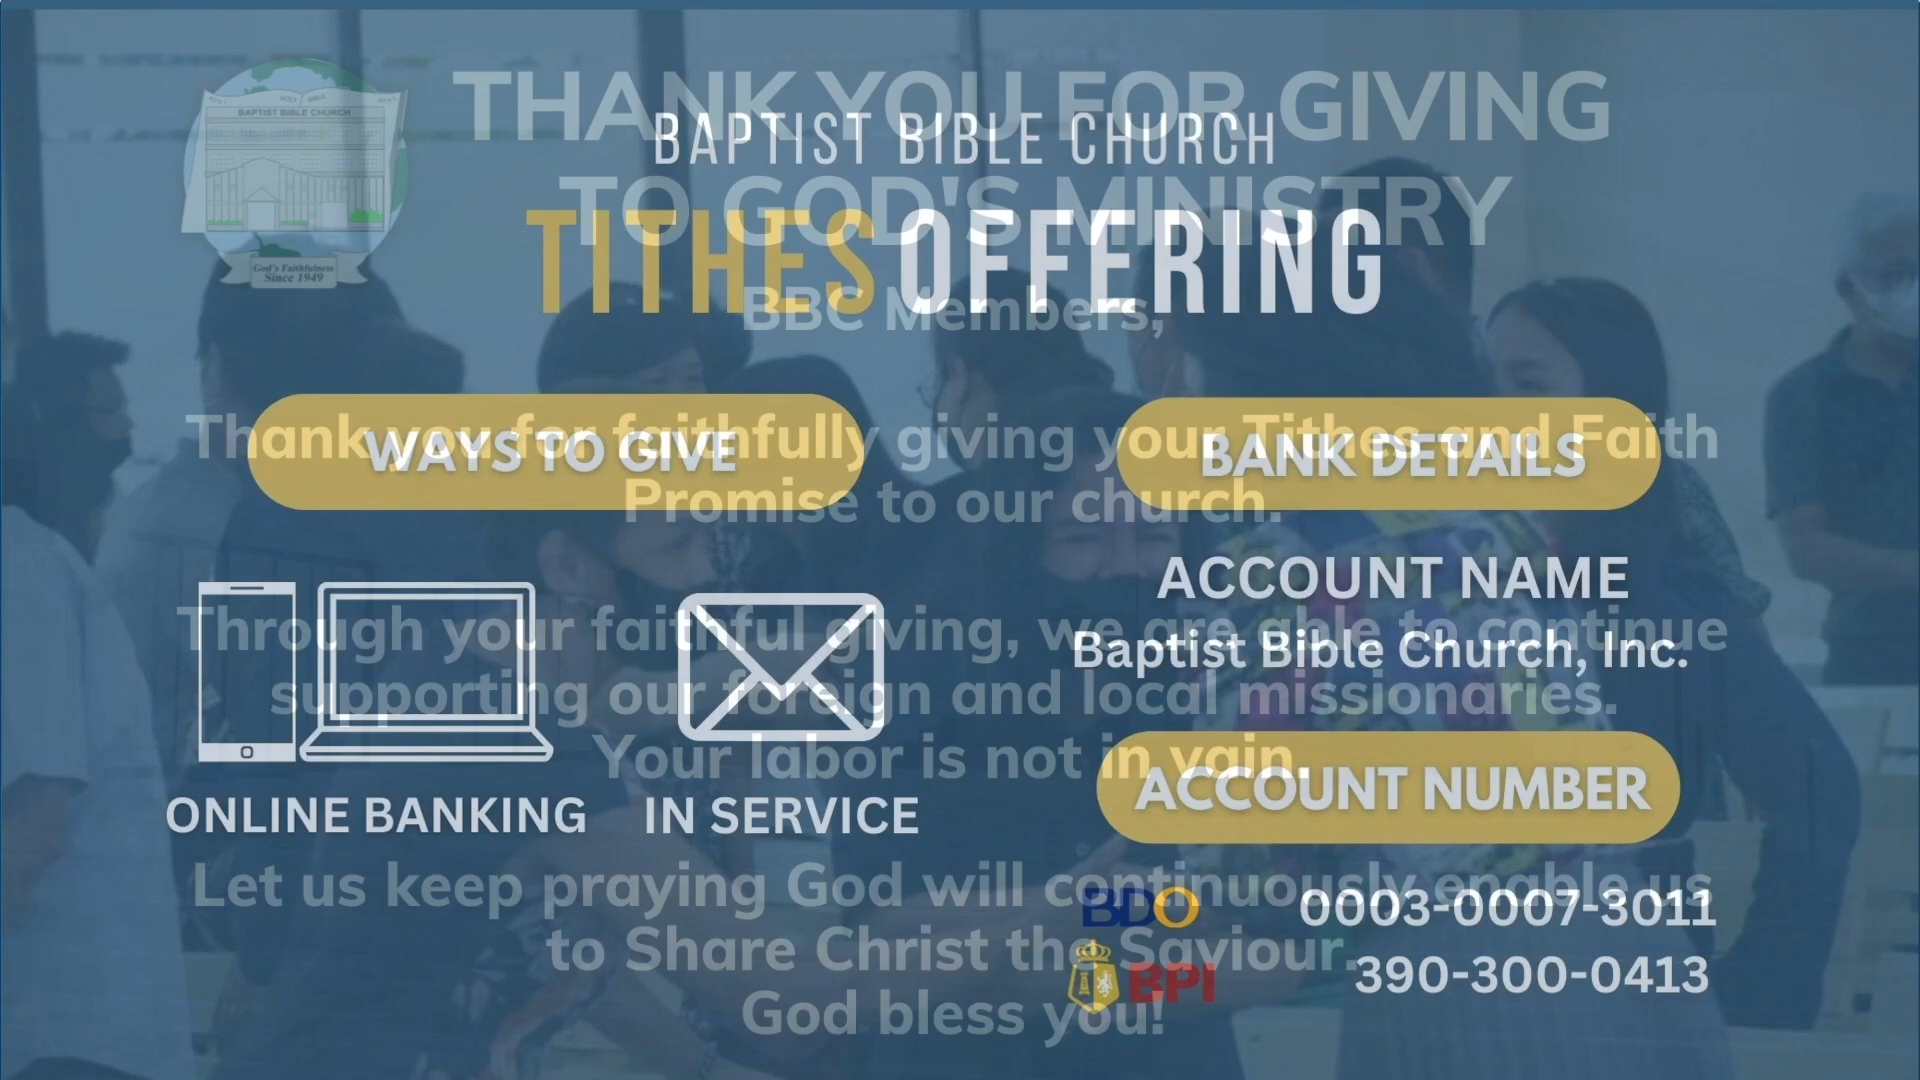 THANK YOU FOR GIVING
TO GOD'S MINISTRY
BBC Members,
Thank you for faithfully giving your Tithes and Faith
Promise to our church.
Through your faithful giving, we are able to continue
supporting our foreign and local missionaries.
Your labor is not in vain.
Let us keep praying God will continuously enable us
to Share Christ the Saviour.
God bless you!
HOLY BIBLE
BAPTIST BIBLE CHURCH
God's Faithfulness
Since 1949
BAPTIST BIBLE CHURCH
TITHES OFFERING
WAYS TO GIVE
ONLINE BANKING
IN SERVICE
BANK DETAILS
ACCOUNT NAME
Baptist Bible Church, Inc.
ACCOUNT NUMBER
BDO 0003-0007-3011
BPI 390-300-0413